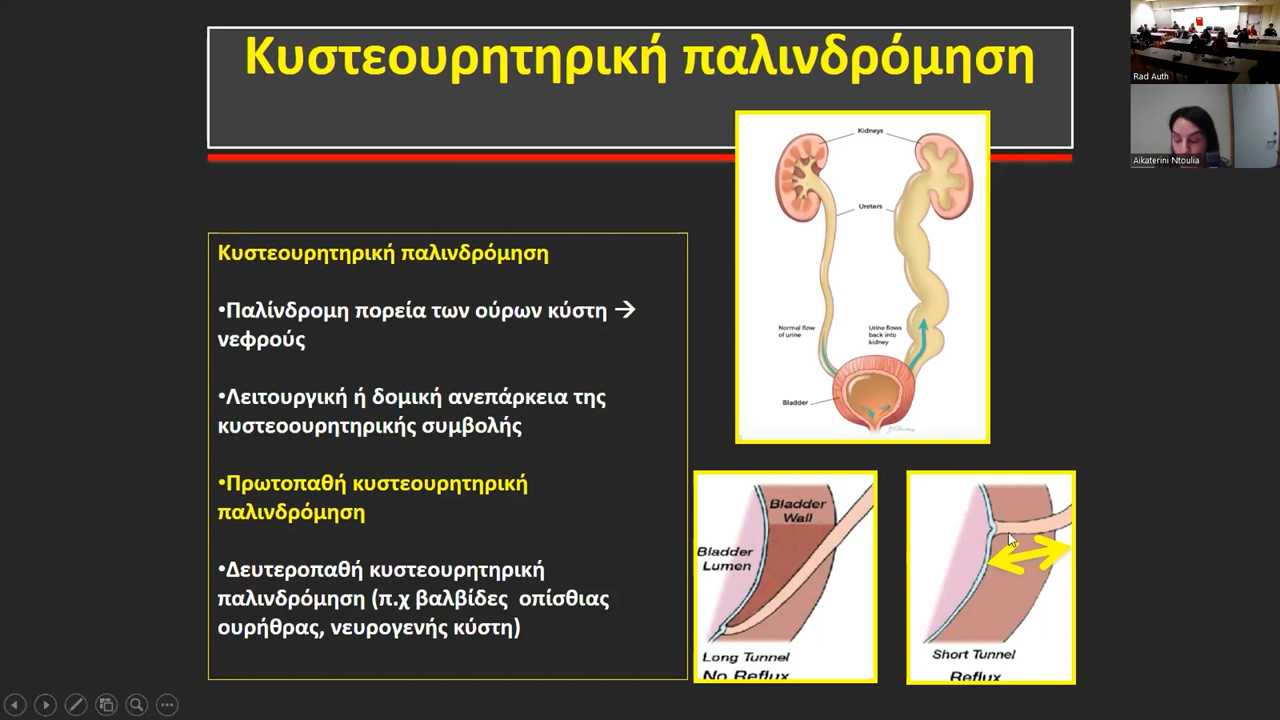 Κυστεουρητηρική παλινδρόμηση
Rad Auth
Aikaterini Ntoulia
Κυστεουρητηρική παλινδρόμηση
•Παλίνδρομη πορεία των ούρων κύστη →
νεφρούς
•Λειτουργική ή δομική ανεπάρκεια της
κυστεοουρητηρικής συμβολής
•Πρωτοπαθή κυστεουρητηρική
παλινδρόμηση
•Δευτεροπαθή κυστεουρητηρική
παλινδρόμηση (π.χ βαλβίδες οπίσθιας
ουρήθρας, νευρογενής κύστη)
Kidneys
Ureters
Normal flow
of urine
Urine flows
back into
kidney
Bladder
Bladder
Wall
Bladder
Lumen
Long Tunnel
No Reflux
Short Tunnel
Reflux